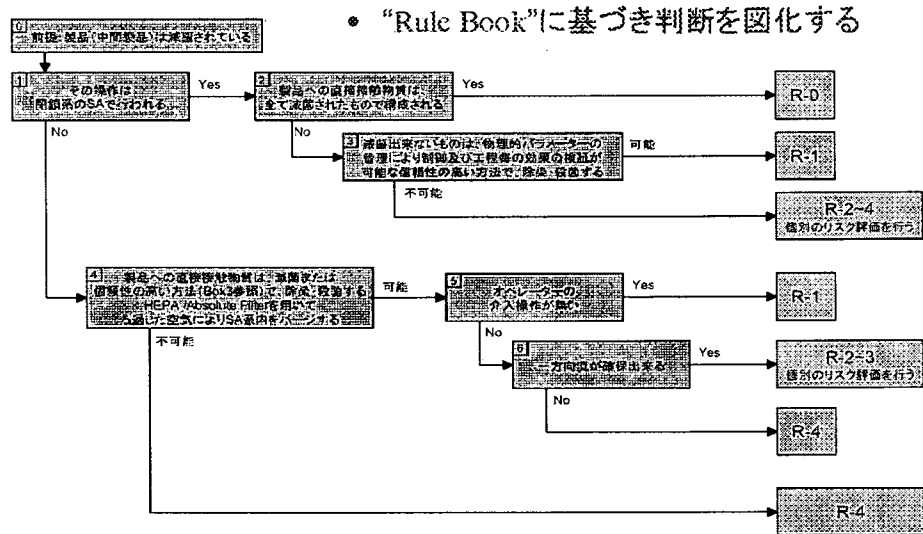 • “Rule Book”に基づき判断を図化する
0
前提:製品(中間製品)は滅菌されている
1
その操作は
閉鎖系のSAで行われる
Yes
No
2
製品への直接接触物質は,
全て滅菌されたもので構成される
Yes
No
R-0
3
滅菌出来ないものは,物理的パラメーターの
管理により制御及び工程毎の効果の検証が
可能な信頼性の高い方法で,除染・殺菌する
可能
不可能
R-1
R-2~4
個別のリスク評価を行う
4
製品への直接接触物質は,滅菌または
信頼性の高い方法(Box3参照)で,除染・殺菌する
HEPA/Absolute Filterを用いて
ろ過した空気によりSA系内をパージする
可能
不可能
5
オペレーターの
介入操作が無い
Yes
No
R-1
6
一方向流が確保出来る
Yes
No
R-2~3
個別のリスク評価を行う
R-4
R-4